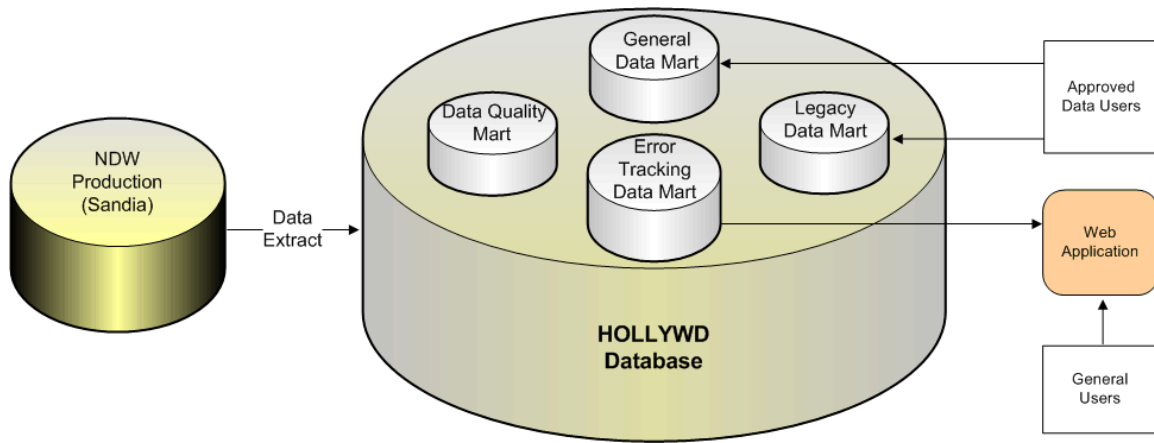 NDW
Production
(Sandia)
Data
Extract
General
Data Mart
Data Quality
Mart
Legacy
Data Mart
Error
Tracking
Data Mart
HOLLYWD
Database
Approved
Data Users
Web
Application
General
Users